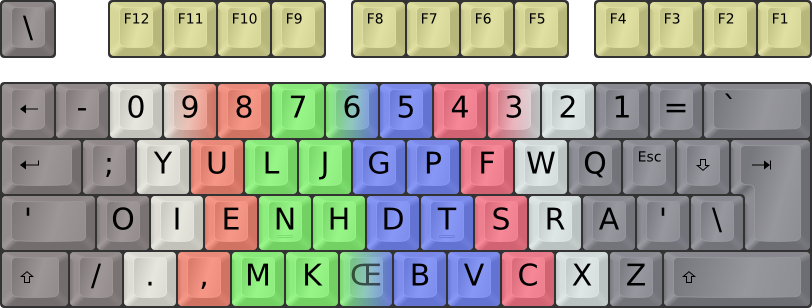 \ F12 F11 F10 F9 F8 F7 F6 F5 F4 F3 F2 F1
← - 0 9 8 7 6 5 4 3 2 1 = `
↵ ; Y U L J G P F W Q Esc ⇩ ⇥
' O I E N H D T S R A ' \
⇧ / . , M K Œ B V C X Z ⇧